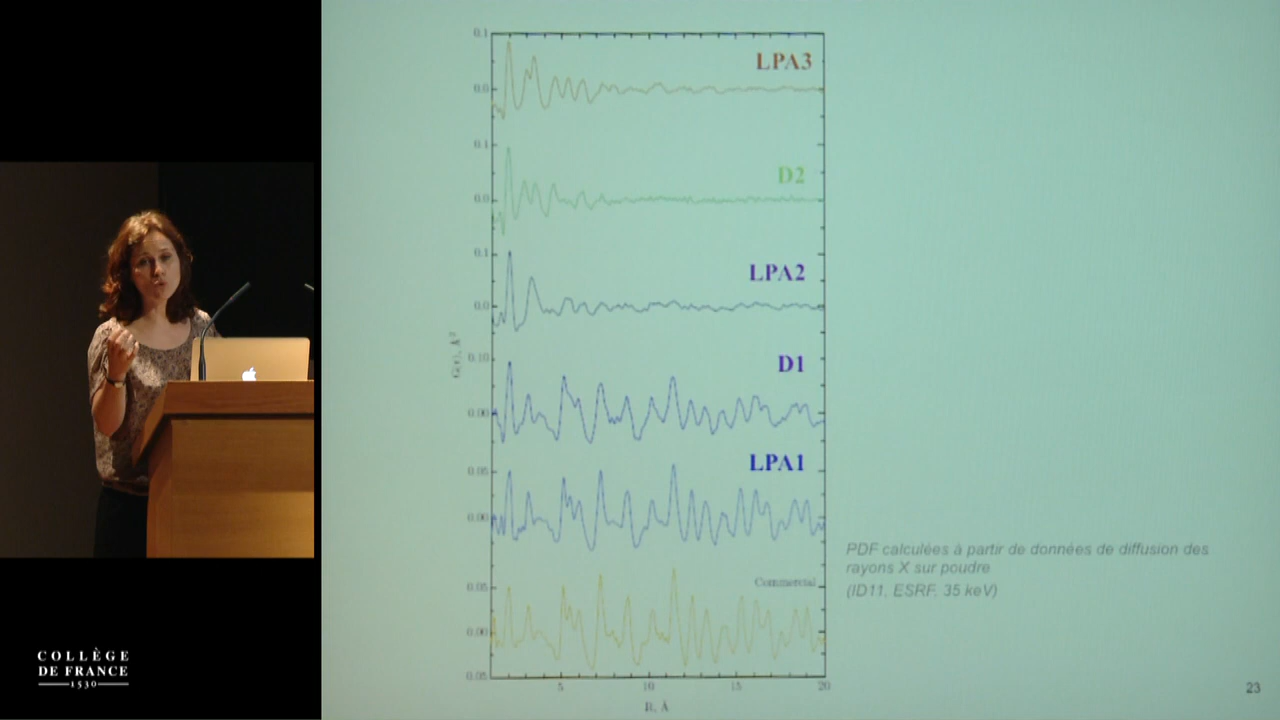 0.1
LPA3
0.0
0.1
D2
0.0
0.1
LPA2
0.0
G(r), Å
0.10
D1
0.00
0.05
LPA1
0.00
0.05
Commercial
0.00
0.05
5
10
15
20
R, Å
PDF calculées à partir de données de diffusion des
rayons X sur poudre
(ID11, ESRF, 35 keV)
23
COLLÈGE
DE FRANCE
1530